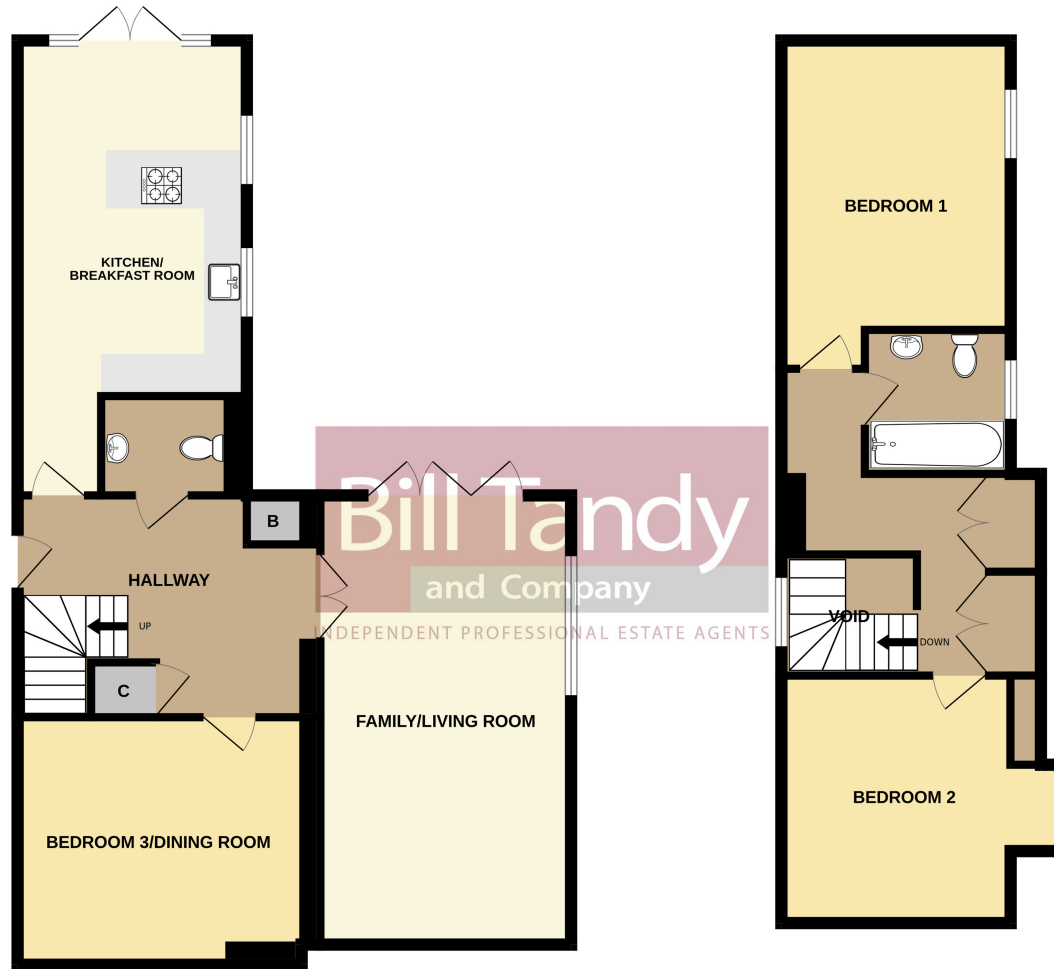 KITCHEN/
BREAKFAST ROOM
B
HALLWAY
UP
C
FAMILY/LIVING ROOM
BEDROOM 3/DINING ROOM
Bill Tandy
and Company
INDEPENDENT PROFESSIONAL ESTATE AGENTS
BEDROOM 1
VOID
DOWN
BEDROOM 2